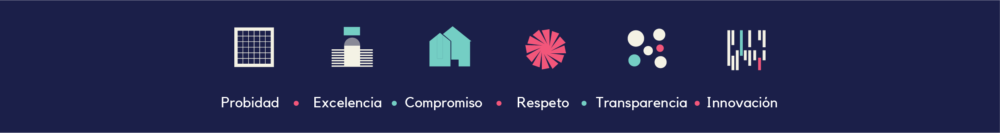 Probidad • Excelencia • Compromiso • Respeto • Transparencia • Innovación